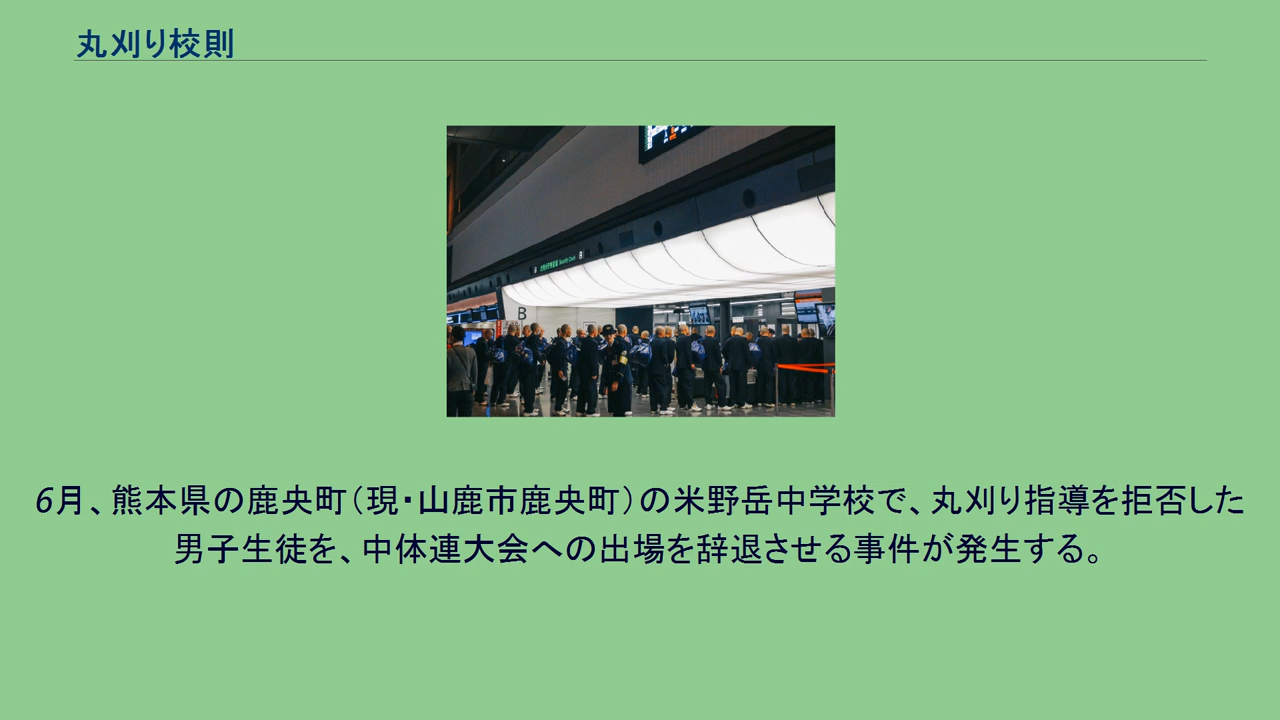 丸刈り校則
B
6月、熊本県の鹿央町（現・山鹿市鹿央町）の米野岳中学校で、丸刈り指導を拒否した
男子生徒を、中体連大会への出場を辞退させる事件が発生する。